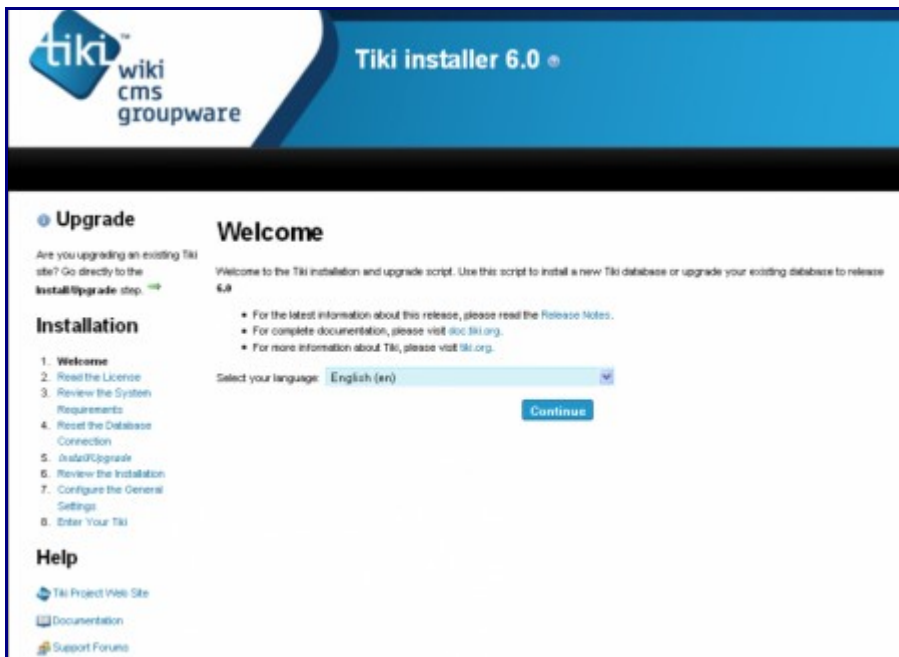 tiki™
wiki
cms
groupware
Tiki installer 6.0
Upgrade
Are you upgrading an existing Tiki
site? Go directly to the
Install/Upgrade step.
Installation
1. Welcome
2. Read the License
3. Review the System
Requirements
4. Reset the Database
Connection
5. Install/Upgrade
6. Review the Installation
7. Configure the General
Settings
8. Enter Your Tiki
Help
Tiki Project Web Site
Documentation
Support Forums
Welcome
Welcome to the Tiki installation and upgrade script. Use this script to install a new Tiki database or upgrade your existing database to release
6.0
• For the latest information about this release, please read the Release Notes.
• For complete documentation, please visit doc.tiki.org.
• For more information about Tiki, please visit tiki.org.
Select your language: English (en)
Continue